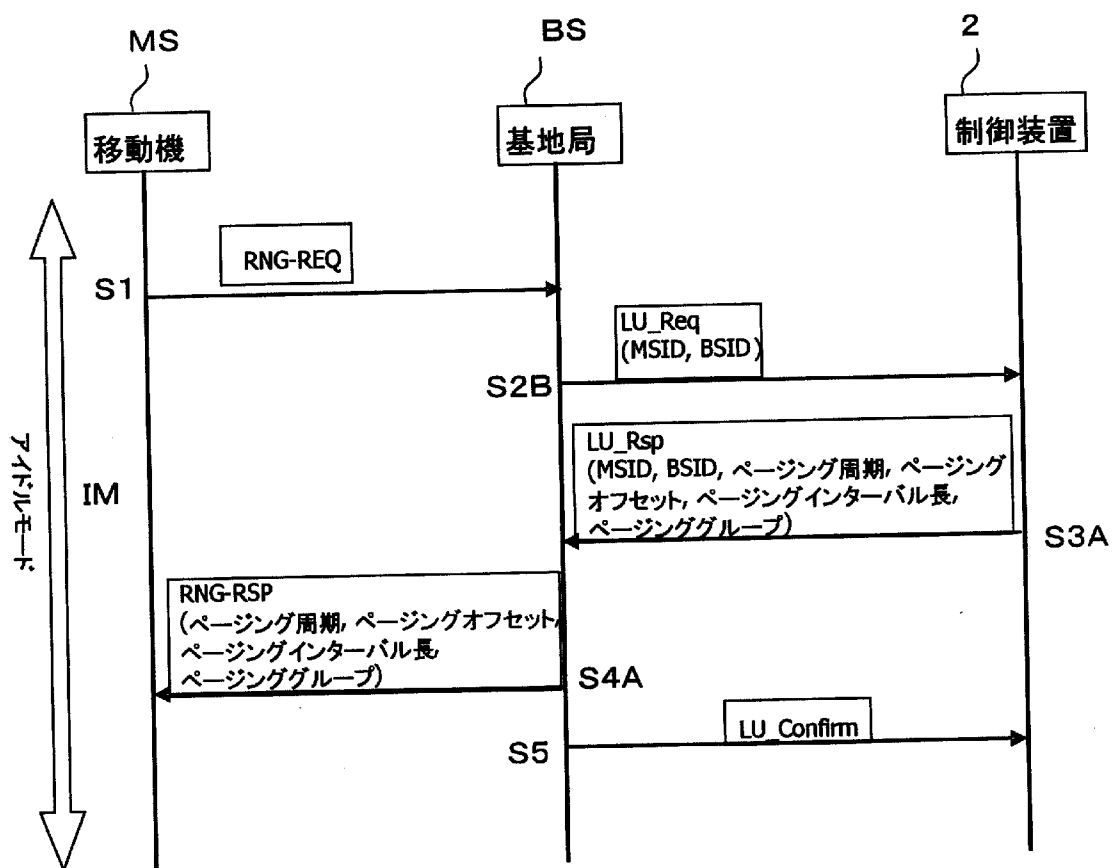 MS
BS
2
移動機
基地局
制御装置
RNG-REQ
S1
LU_Req
(MSID, BSID)
S2B
LU_Rsp
(MSID, BSID, ページング周期, ページング
オフセット, ページングインターバル長,
ページンググループ)
S3A
アイドルモード
IM
RNG-RSP
(ページング周期, ページングオフセット,
ページングインターバル長,
ページンググループ)
S4A
LU_Confirm
S5